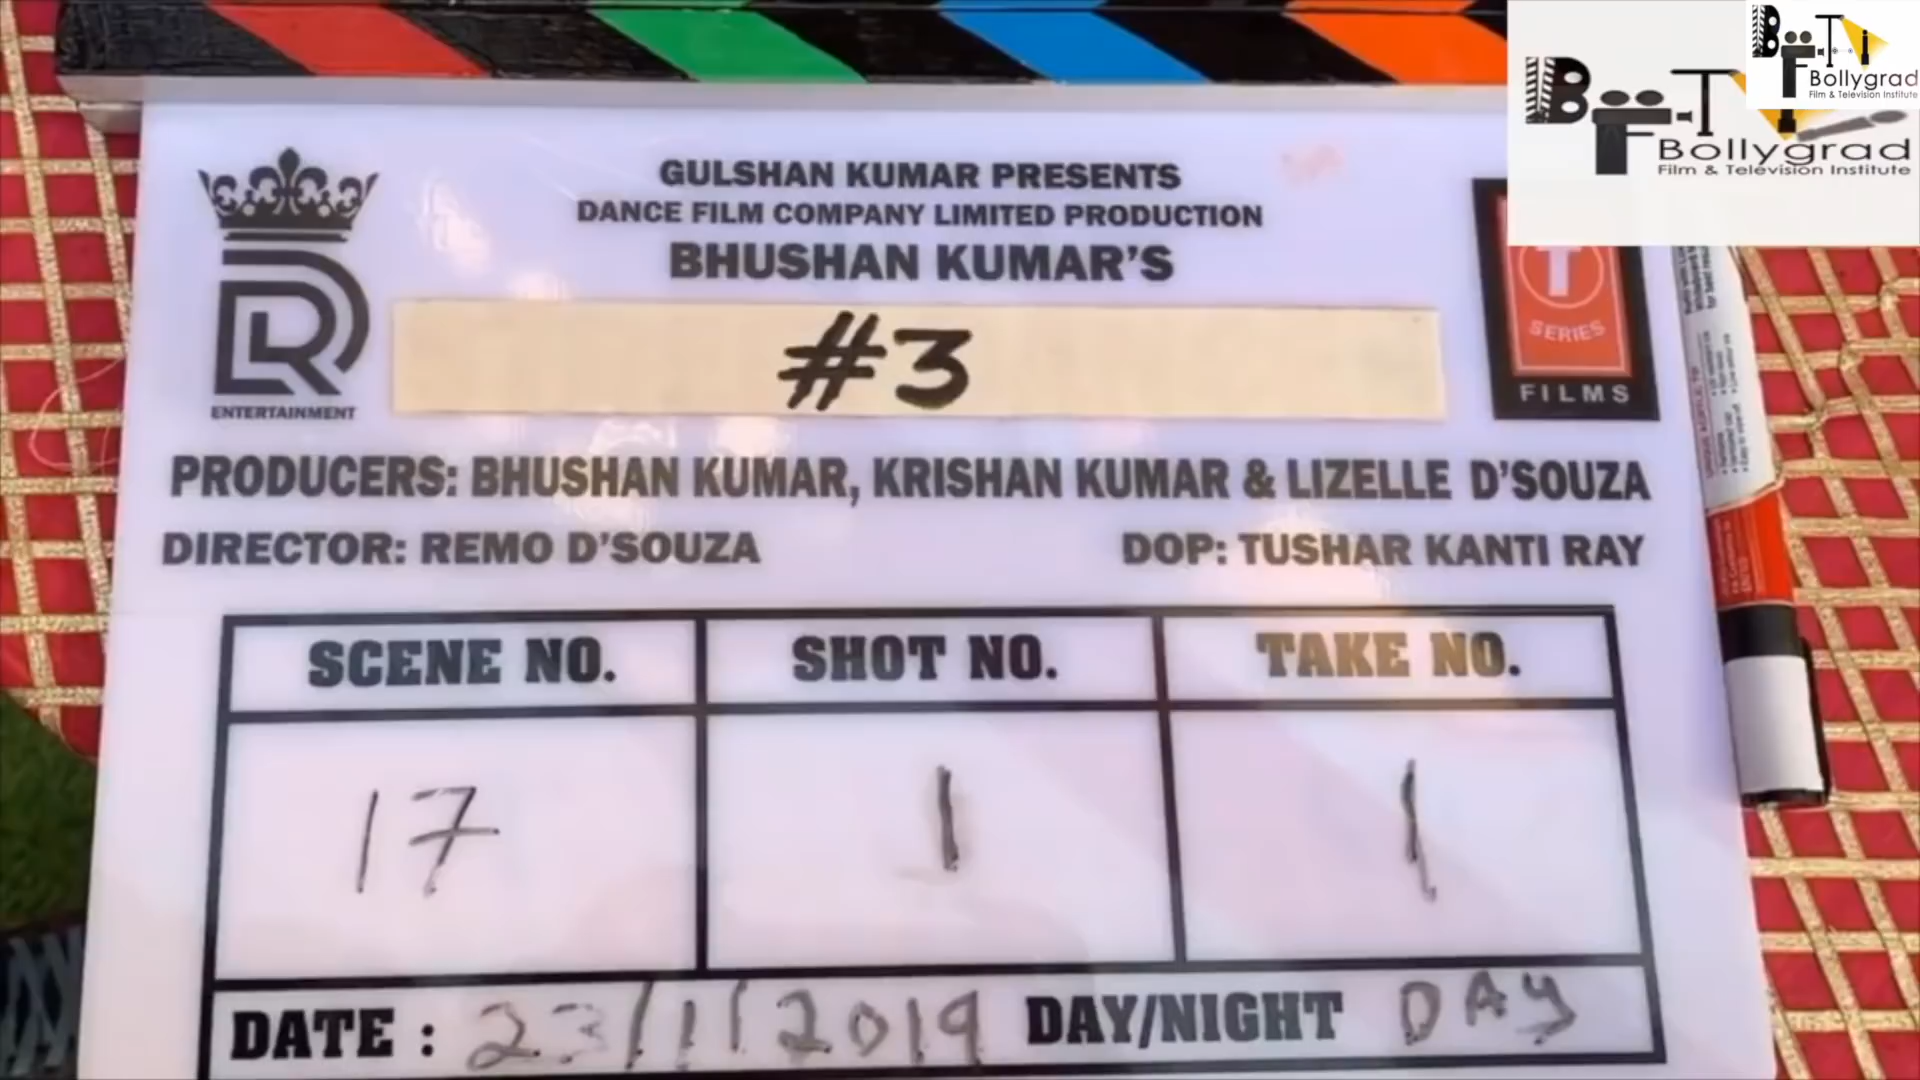 Bollygrad
Film & Television Institute
Bollygrad
Film & Television Institute
GULSHAN KUMAR PRESENTS
DANCE FILM COMPANY LIMITED PRODUCTION
BHUSHAN KUMAR'S
#3
DR
ENTERTAINMENT
T
SERIES
FILMS
PRODUCERS: BHUSHAN KUMAR, KRISHAN KUMAR & LIZELLE D'SOUZA
DIRECTOR: REMO D'SOUZA DOP: TUSHAR KANTI RAY
SCENE NO. SHOT NO. TAKE NO.
17 1 1
DATE : 23/1/2019 DAY/NIGHT DAY